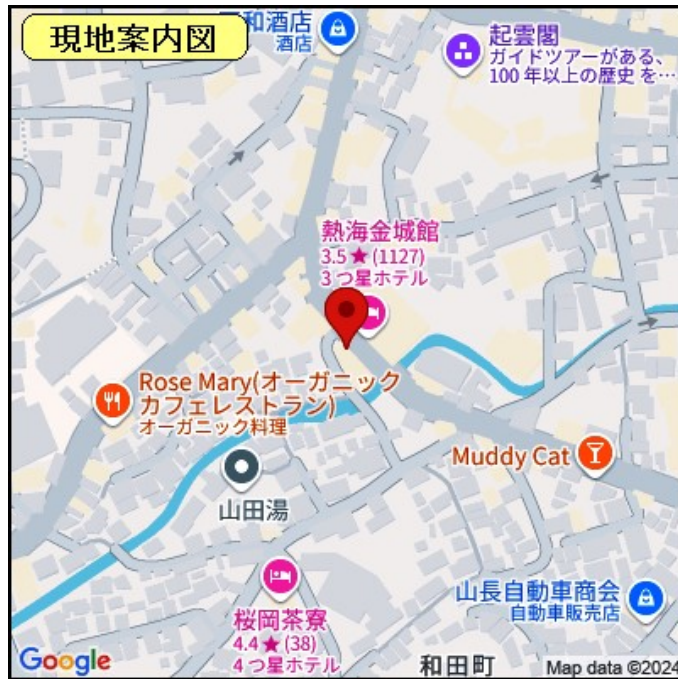 現地案内図
和酒店
酒店
起雲閣
ガイドツアーがある、
100 年以上の歴史 を…
熱海金城館
3.5 ★ (1127)
3 つ星ホテル
Rose Mary(オーガニック
カフェレストラン)
オーガニック料理
Muddy Cat
山田湯
山長自動車商会
自動車販売店
桜岡茶寮
4.4 ★ (38)
4 つ星ホテル
和田町
Google
Map data ©2024